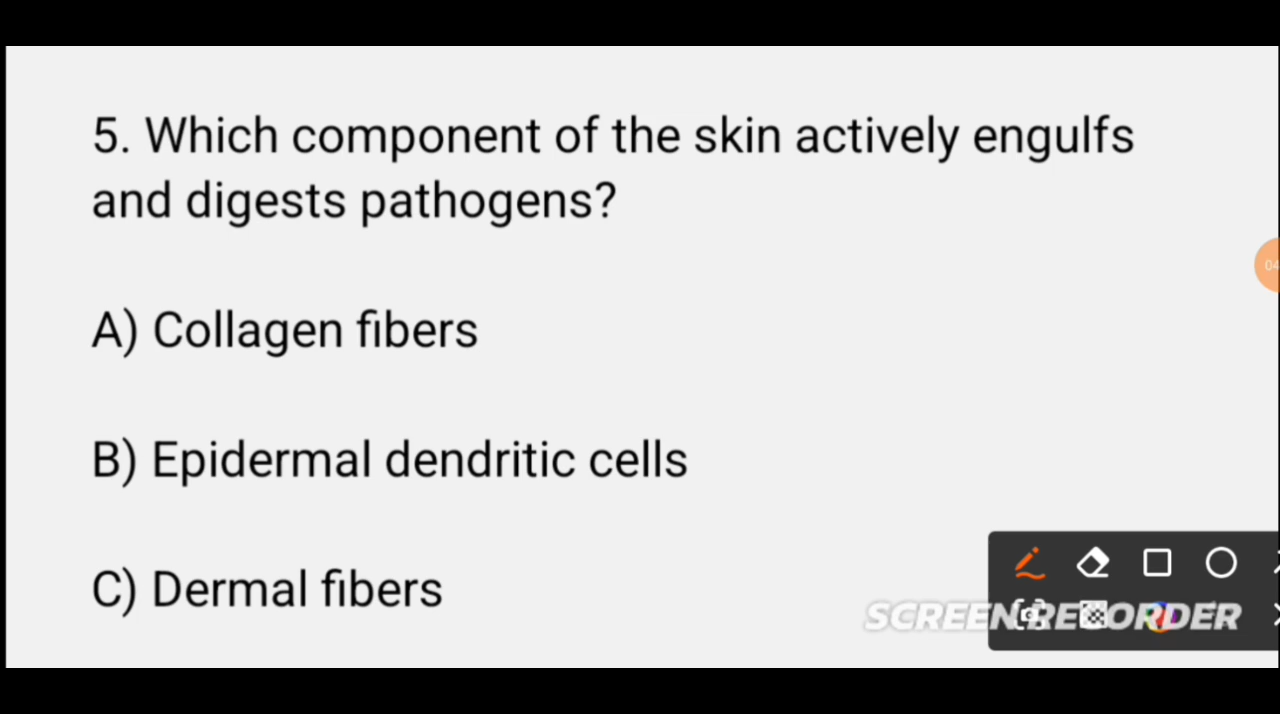 5. Which component of the skin actively engulfs
and digests pathogens?
A) Collagen fibers
B) Epidermal dendritic cells
C) Dermal fibers
SCREEN RECORDER
04